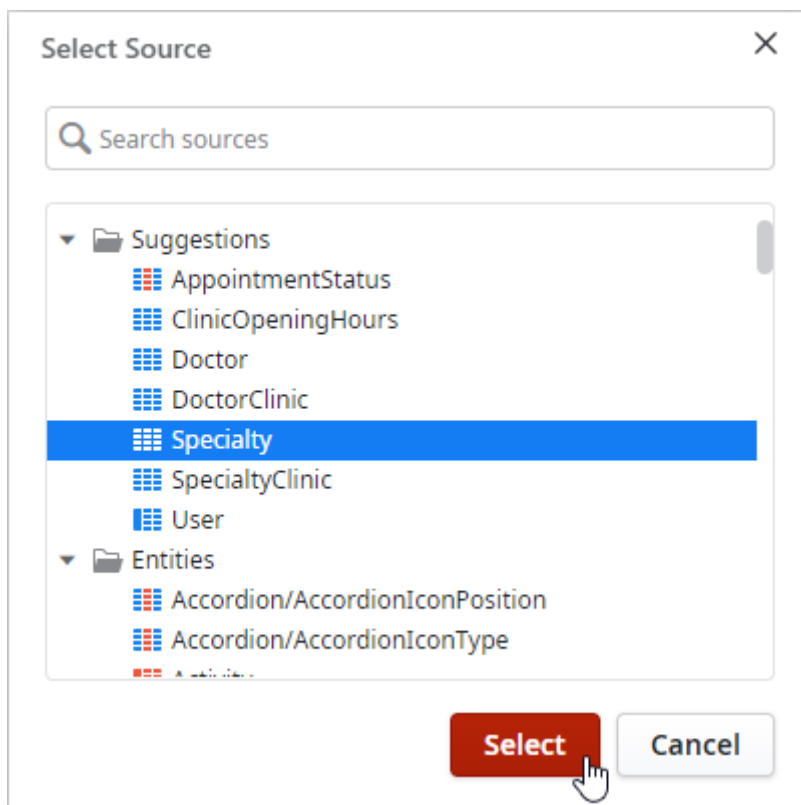 Select Source
Search sources
Suggestions
AppointmentStatus
ClinicOpeningHours
Doctor
DoctorClinic
Specialty
SpecialtyClinic
User
Entities
Accordion/AccordionIconPosition
Accordion/AccordionIconType
Select
Cancel